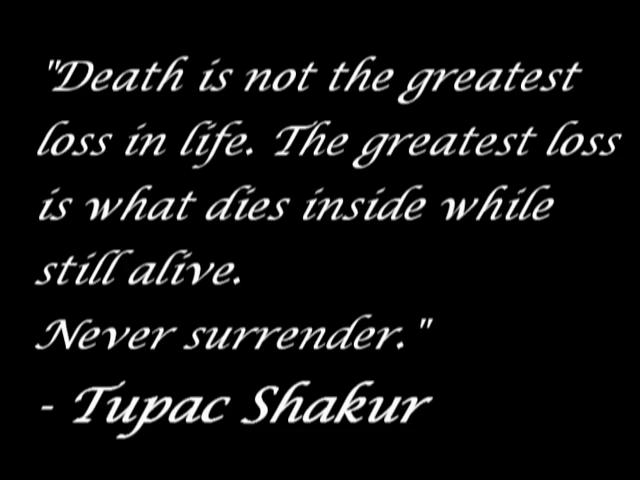 "Death is not the greatest
loss in life. The greatest loss
is what dies inside while
still alive.
Never surrender."
- Tupac Shakur